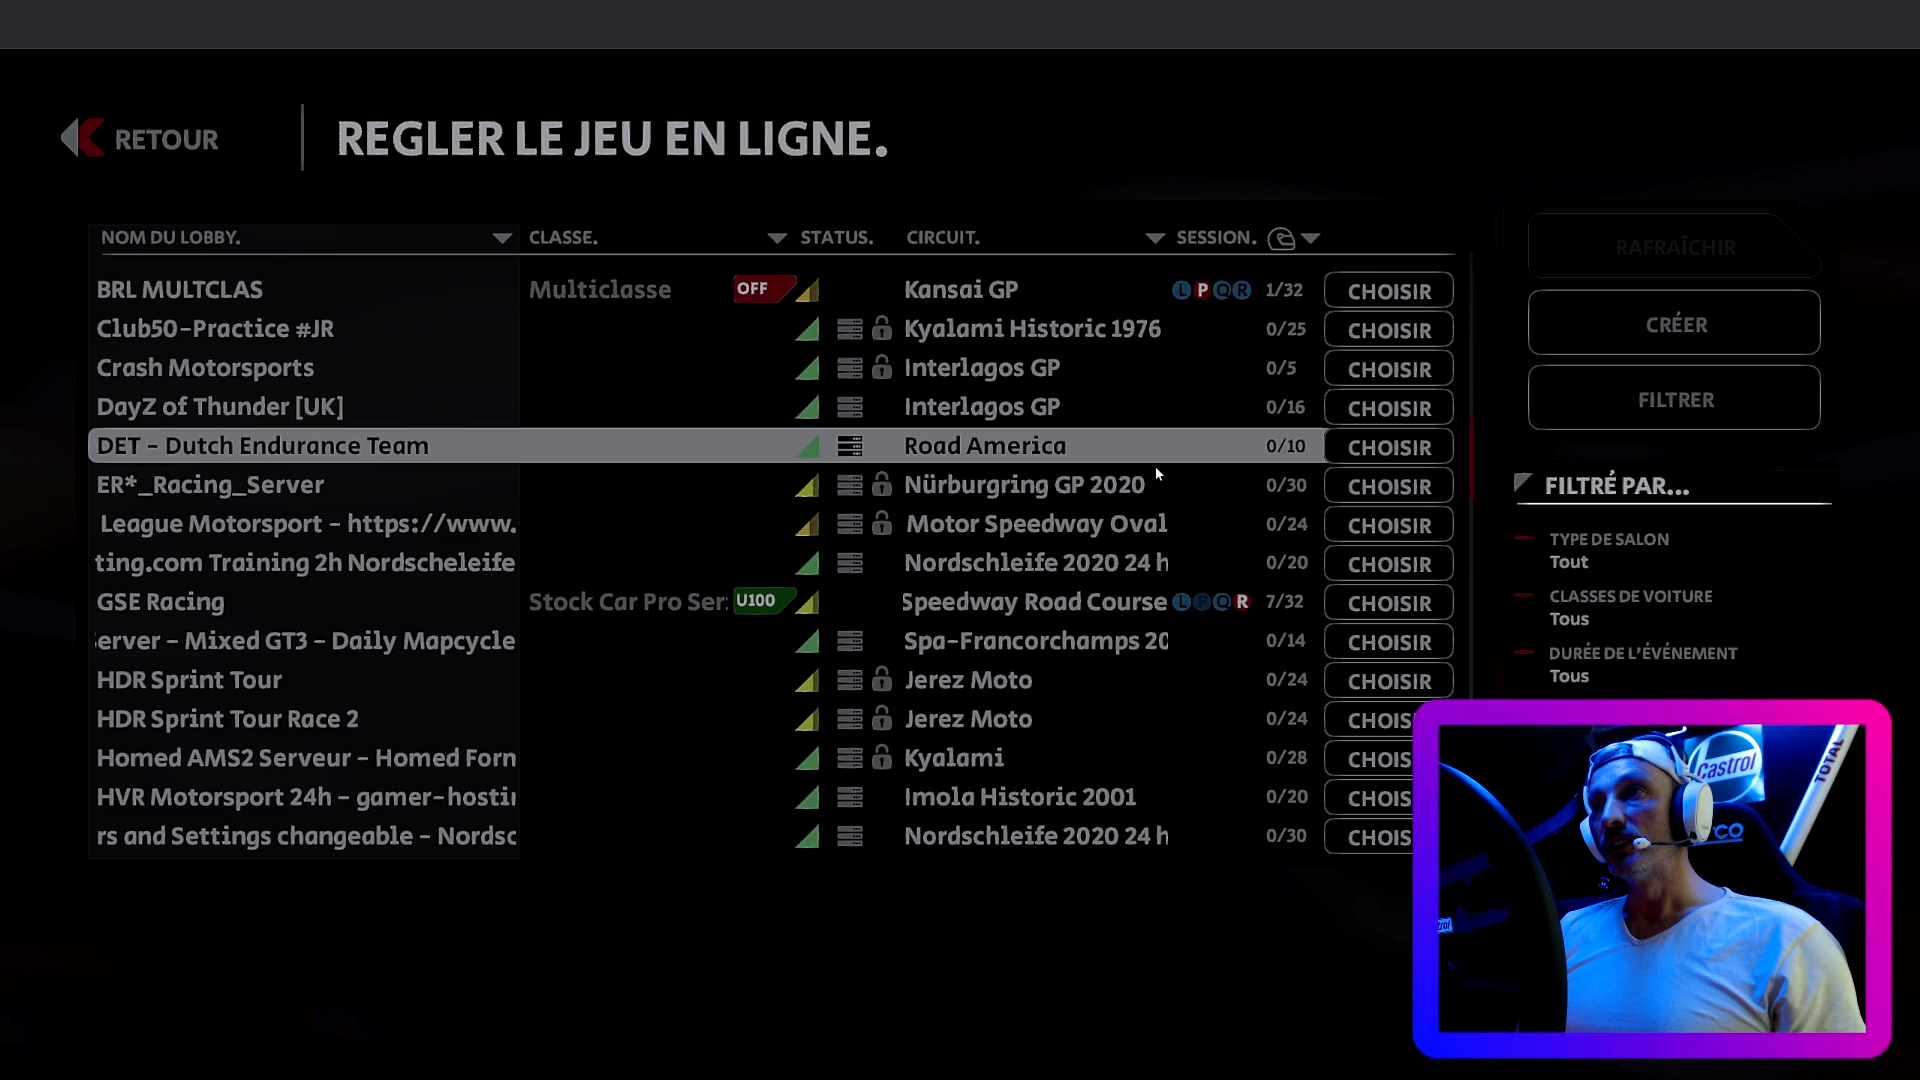 RETOUR
REGLER LE JEU EN LIGNE.
NOM DU LOBBY. CLASSE. STATUS. CIRCUIT. SESSION.
BRL MULTCLAS Multiclasse OFF Kansai GP L P Q R 1/32 CHOISIR
Club50-Practice #JR Kyalami Historic 1976 0/25 CHOISIR
Crash Motorsports Interlagos GP 0/5 CHOISIR
DayZ of Thunder [UK] Interlagos GP 0/16 CHOISIR
DET - Dutch Endurance Team Road America 0/10 CHOISIR
ER*_Racing_Server Nürburgring GP 2020 0/30 CHOISIR
League Motorsport - https://www. Motor Speedway Oval 0/24 CHOISIR
ting.com Training 2h Nordscheleife Nordschleife 2020 24 h 0/20 CHOISIR
GSE Racing Stock Car Pro Ser U100 Speedway Road Course L P Q R 7/32 CHOISIR
erver - Mixed GT3 - Daily Mapcycle Spa-Francorchamps 20 0/14 CHOISIR
HDR Sprint Tour Jerez Moto 0/24 CHOISIR
HDR Sprint Tour Race 2 Jerez Moto 0/24 CHOIS
Homed AMS2 Serveur - Homed Forn Kyalami 0/28 CHOIS
HVR Motorsport 24h - gamer-hosti Imola Historic 2001 0/20 CHOIS
rs and Settings changeable - Nordsc Nordschleife 2020 24 h 0/30 CHOIS
RAFRAÎCHIR
CRÉER
FILTRER
FILTRÉ PAR...
TYPE DE SALON
Tout
CLASSES DE VOITURE
Tous
DURÉE DE L'ÉVÉNEMENT
Tous
Castrol
TOTAL
CO